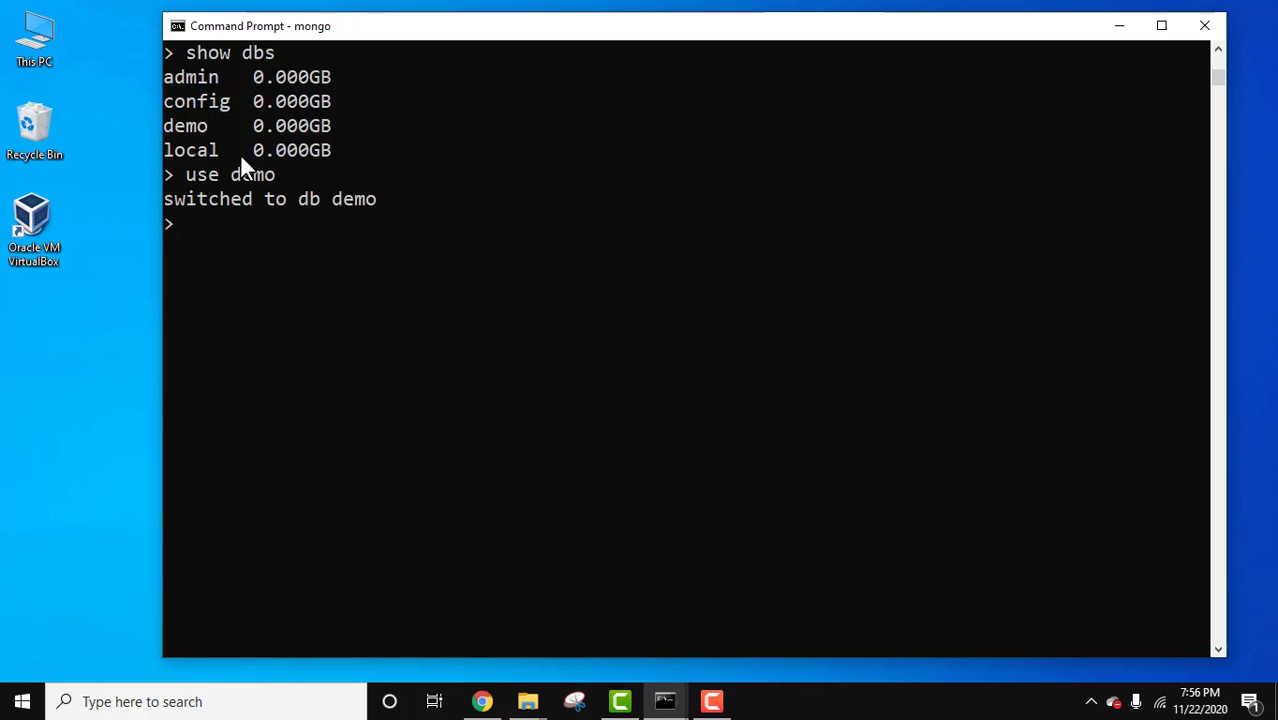 This PC
Recycle Bin
Oracle VM
VirtualBox
Command Prompt - mongo
> show dbs
admin   0.000GB
config  0.000GB
demo    0.000GB
local   0.000GB
> use demo
switched to db demo
>
Type here to search
7:56 PM
11/22/2020